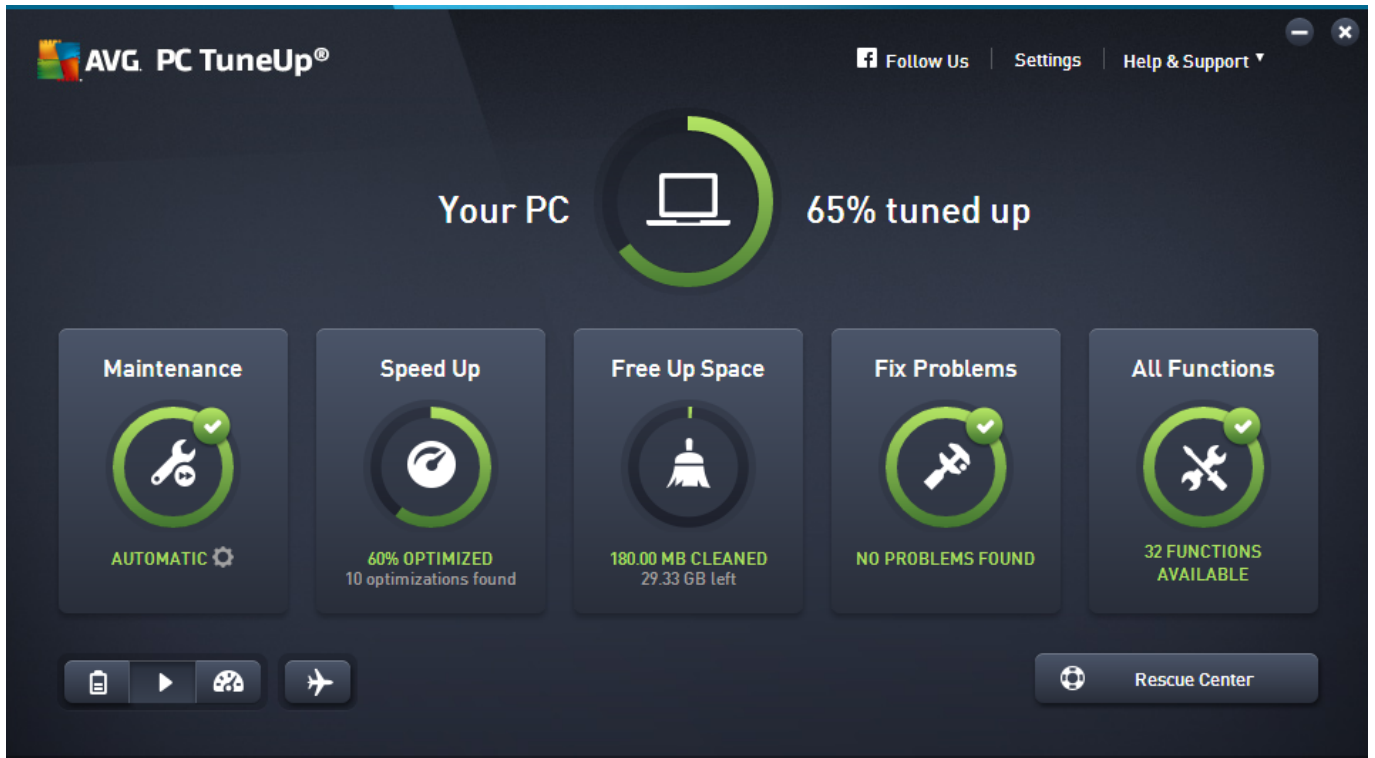 AVG. PC TuneUp®
Follow Us
Settings
Help & Support
Your PC
65% tuned up
Maintenance
AUTOMATIC
Speed Up
60% OPTIMIZED
10 optimizations found
Free Up Space
180.00 MB CLEANED
29.33 GB left
Fix Problems
NO PROBLEMS FOUND
All Functions
32 FUNCTIONS
AVAILABLE
Rescue Center